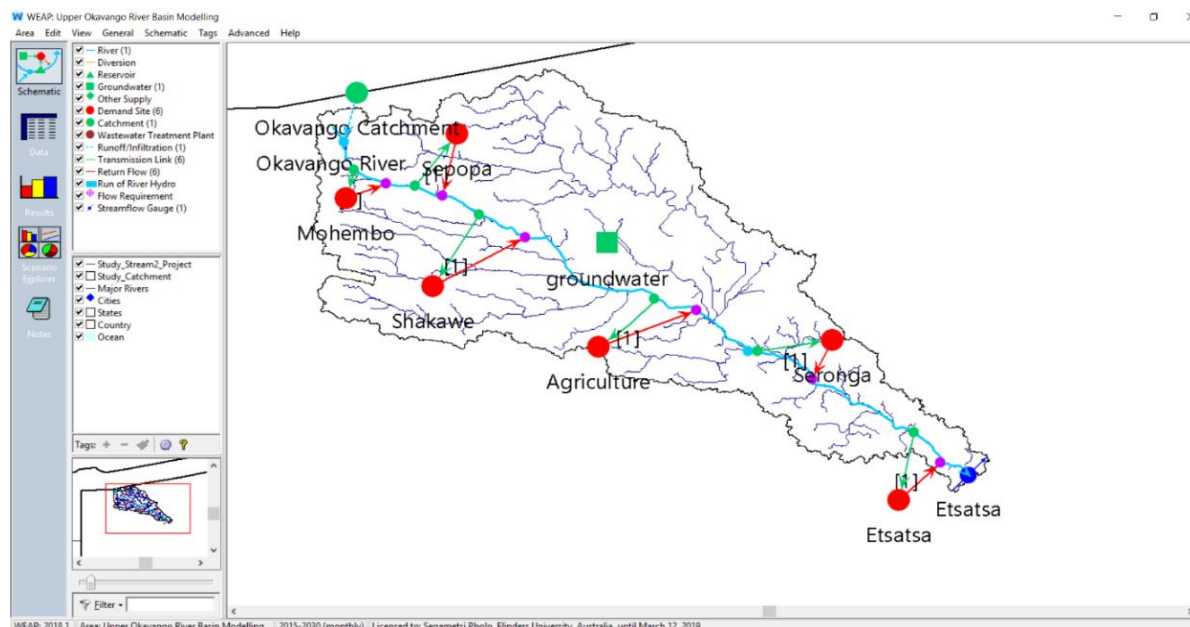 WEAP: Upper Okavango River Basin Modelling
Area Edit View General Schematic Tags Advanced Help
Schematic
Data
Results
Scenario
Explorer
Notes
River (1)
Diversion
Reservoir
Groundwater (1)
Other Supply
Demand Site (6)
Catchment (1)
Wastewater Treatment Plant
Runoff/Infiltration (1)
Transmission Link (6)
Return Flow (6)
Run of River Hydro
Flow Requirement
Streamflow Gauge (1)
Study_Stream2_Project
Study_Catchment
Major Rivers
Cities
States
Country
Ocean
Tags:
Filter
Okavango Catchment
Okavango River
Sepopa
[1]
Mohembo
[1]
Shakawe
groundwater
[1]
Agriculture
[1]
Seronga
[1]
Etsatsa
Etsatsa
WEAP: 2018.1 Area: Upper Okavango River Basin Modelling 2015-2030 (monthly) Licensed to: Segametsi Pholo, Flinders University, Australia, until March 12, 2019